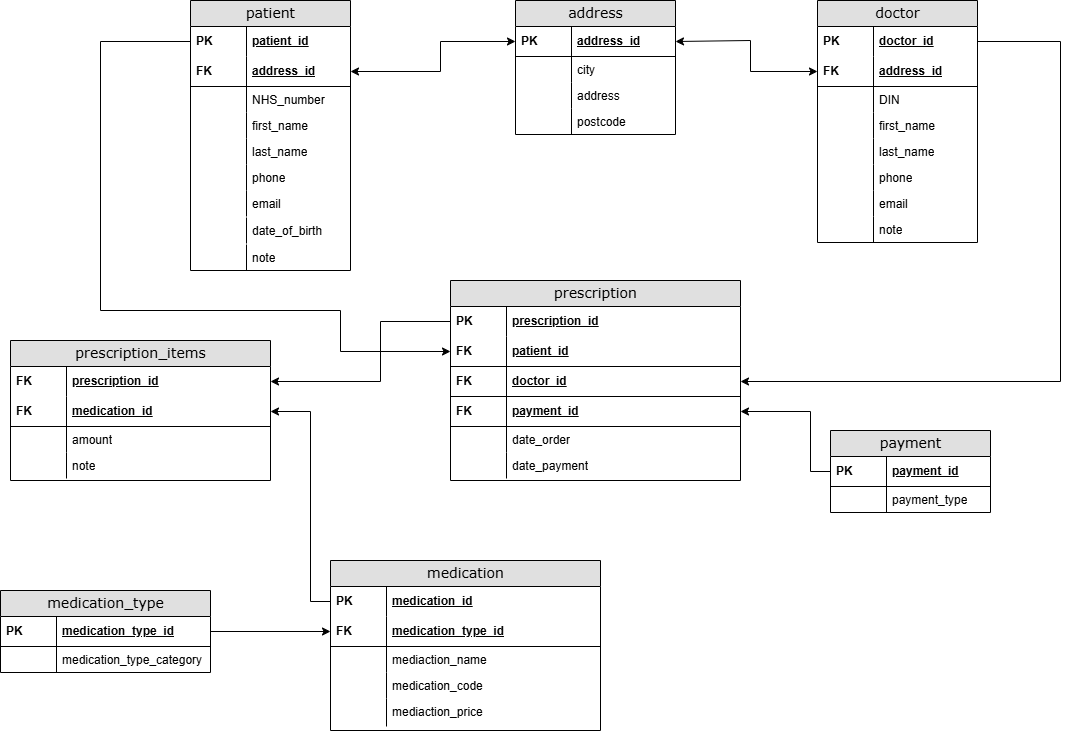 patient
PK patient_id
FK address_id
NHS_number
first_name
last_name
phone
email
date_of_birth
note
address
PK address_id
city
address
postcode
doctor
PK doctor_id
FK address_id
DIN
first_name
last_name
phone
email
note
prescription
PK prescription_id
FK patient_id
FK doctor_id
FK payment_id
date_order
date_payment
prescription_items
FK prescription_id
FK medication_id
amount
note
payment
PK payment_id
payment_type
medication
PK medication_id
FK medication_type_id
mediaction_name
medication_code
mediaction_price
medication_type
PK medication_type_id
medication_type_category